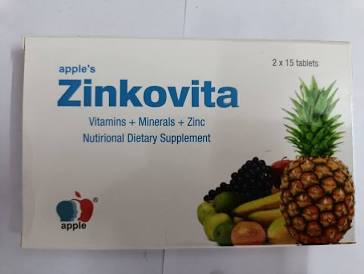 apple's
2 x 15 tablets
Zinkovita
Vitamins + Minerals + Zinc
Nutirional Dietary Supplement
apple
®